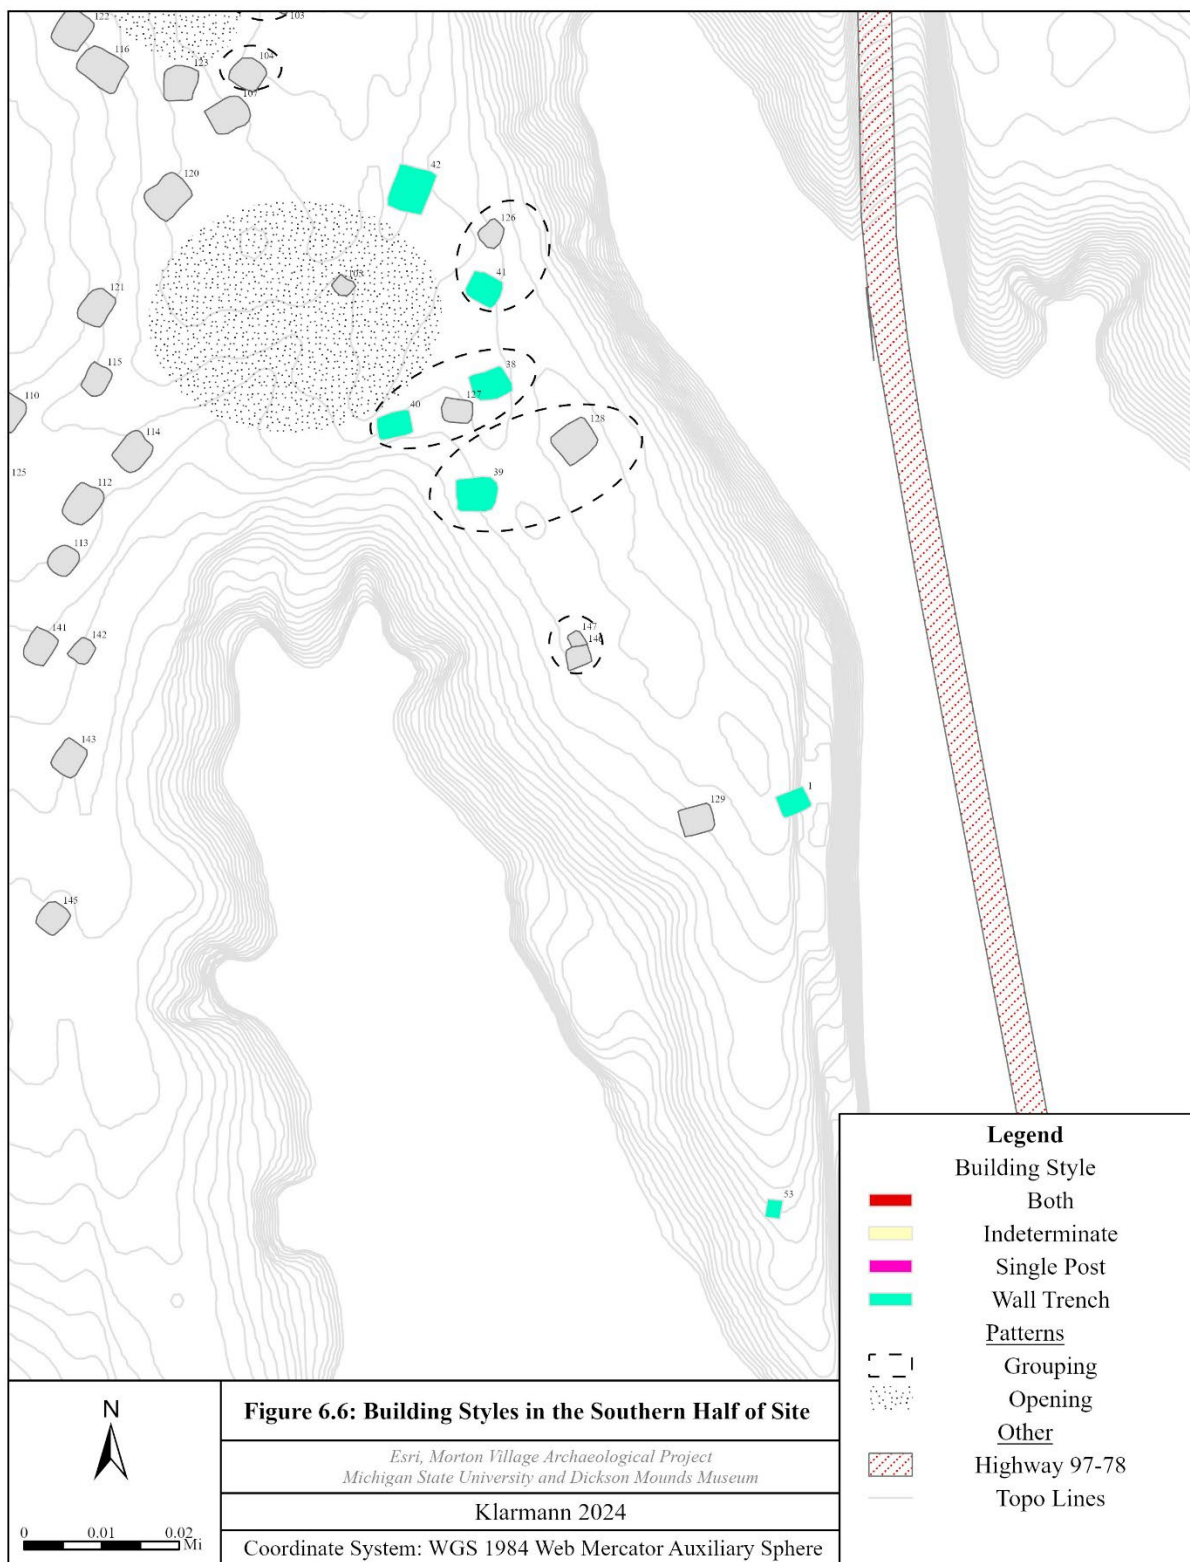 103
122
116
123
104
107
42
120
126
105
41
121
38
115
110
127
40
128
114
39
125
112
113
147
146
141
142
143
1
129
145
53
Legend
Building Style
Both
Indeterminate
Single Post
Wall Trench
Patterns
Grouping
Opening
Other
Highway 97-78
Topo Lines
N
0 0.01 0.02
Mi
Figure 6.6: Building Styles in the Southern Half of Site
Esri, Morton Village Archaeological Project
Michigan State University and Dickson Mounds Museum
Klarmann 2024
Coordinate System: WGS 1984 Web Mercator Auxiliary Sphere